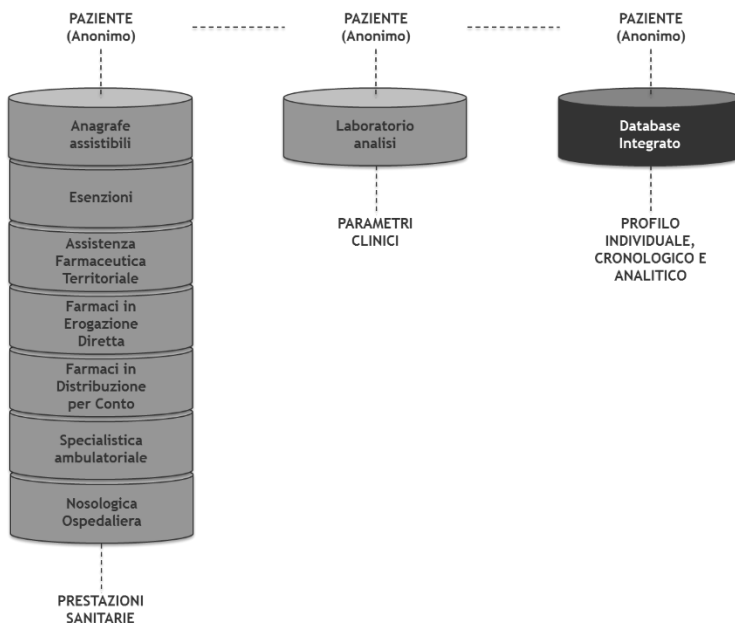 PAZIENTE
(Anonimo)
PAZIENTE
(Anonimo)
PAZIENTE
(Anonimo)
Anagrafe
assistibili
Esenzioni
Assistenza
Farmaceutica
Territoriale
Farmaci in
Erogazione
Diretta
Farmaci in
Distribuzione
per Conto
Specialistica
ambulatoriale
Nosologica
Ospedaliera
PRESTAZIONI
SANITARIE
Laboratorio
analisi
PARAMETRI
CLINICI
Database
Integrato
PROFILO
INDIVIDUALE,
CRONOLOGICO E
ANALITICO